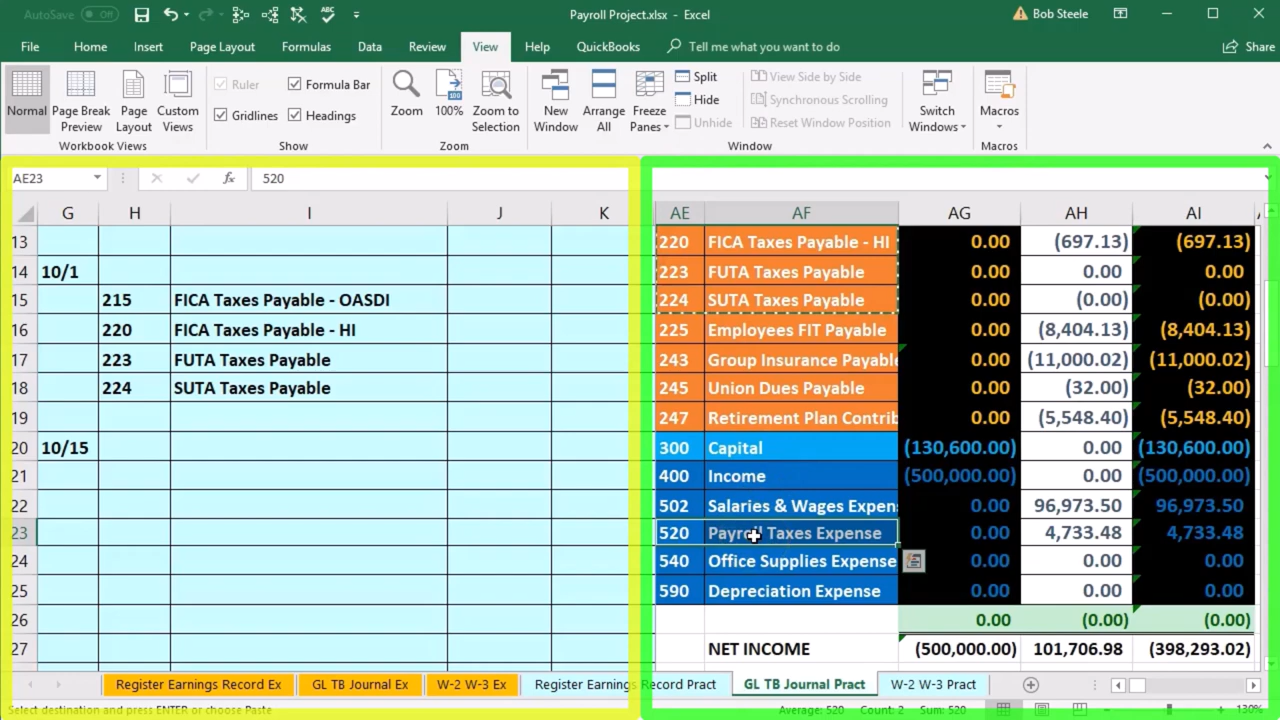 AutoSave Off Payroll Project.xlsx - Excel Bob Steele
File Home Insert Page Layout Formulas Data Review View Help QuickBooks Tell me what you want to do Share
Normal Page Break Preview Page Layout Custom Views
Workbook Views
Ruler Formula Bar
Gridlines Headings
Show
Zoom 100% Zoom to Selection
Zoom
New Window Arrange All Freeze Panes
Split
Hide
Unhide
View Side by Side
Synchronous Scrolling
Reset Window Position
Window
Switch Windows
Macros
Macros
AE23 fx 520
G H I J K AE AF AG AH AI
13 220 FICA Taxes Payable - HI 0.00 (697.13) (697.13)
14 10/1 223 FUTA Taxes Payable 0.00 0.00 0.00
15 215 FICA Taxes Payable - OASDI 224 SUTA Taxes Payable 0.00 (0.00) (0.00)
16 220 FICA Taxes Payable - HI 225 Employees FIT Payable 0.00 (8,404.13) (8,404.13)
17 223 FUTA Taxes Payable 243 Group Insurance Payable 0.00 (11,000.02) (11,000.02)
18 224 SUTA Taxes Payable 245 Union Dues Payable 0.00 (32.00) (32.00)
19 247 Retirement Plan Contrib 0.00 (5,548.40) (5,548.40)
20 10/15 300 Capital (130,600.00) 0.00 (130,600.00)
21 400 Income (500,000.00) 0.00 (500,000.00)
22 502 Salaries & Wages Expen 0.00 96,973.50 96,973.50
23 520 Payroll Taxes Expense 0.00 4,733.48 4,733.48
24 540 Office Supplies Expense 0.00 0.00 0.00
25 590 Depreciation Expense 0.00 0.00 0.00
26 0.00 (0.00) (0.00)
27 NET INCOME (500,000.00) 101,706.98 (398,293.02)
Register Earnings Record Ex GL TB Journal Ex W-2 W-3 Ex Register Earnings Record Pract GL TB Journal Pract W-2 W-3 Pract
Select destination and press ENTER or choose Paste Average: 520 Count: 2 Sum: 520 130%